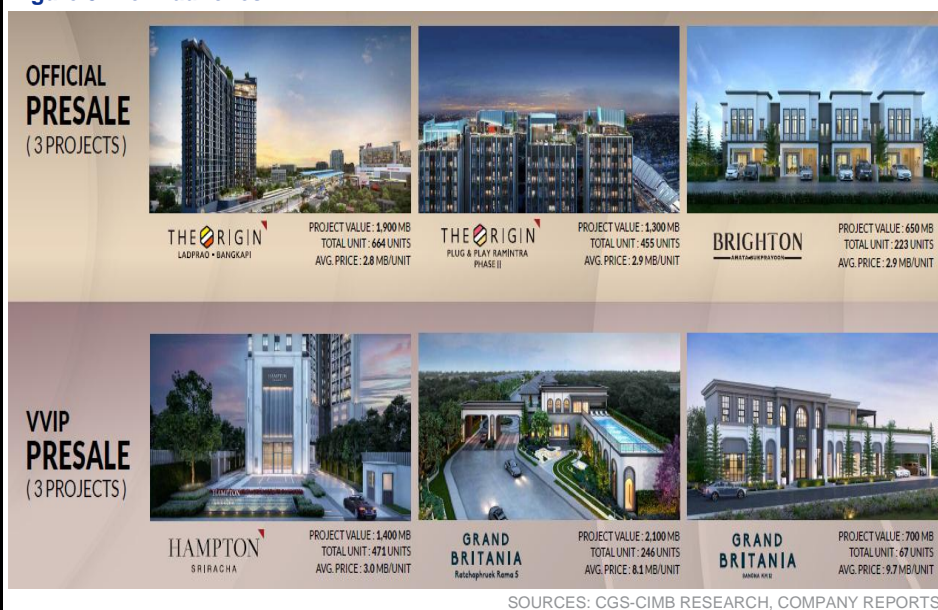 OFFICIAL
PRESALE
(3 PROJECTS)
THE ORIGIN
LADPRAO • BANGKAPI
PROJECT VALUE : 1,900 MB
TOTAL UNIT : 664 UNITS
AVG. PRICE : 2.8 MB/UNIT
THE ORIGIN
PLUG & PLAY RAMINTRA
PHASE II
PROJECT VALUE : 1,300 MB
TOTAL UNIT : 455 UNITS
AVG. PRICE : 2.9 MB/UNIT
BRIGHTON
AMATA-SUKPRAYOON
PROJECT VALUE : 650 MB
TOTAL UNIT : 223 UNITS
AVG. PRICE : 2.9 MB/UNIT
VVIP
PRESALE
(3 PROJECTS)
HAMPTON
HAMPTON
SRIRACHA
PROJECT VALUE : 1,400 MB
TOTAL UNIT : 471 UNITS
AVG. PRICE : 3.0 MB/UNIT
GRAND
BRITANIA
Ratchaphruek Rama 5
PROJECT VALUE : 2,100 MB
TOTAL UNIT : 246 UNITS
AVG. PRICE : 8.1 MB/UNIT
GRAND
BRITANIA
PROJECT VALUE : 700 MB
TOTAL UNIT : 67 UNITS
AVG. PRICE : 9.7 MB/UNIT
SOURCES: CGS-CIMB RESEARCH, COMPANY REPORTS